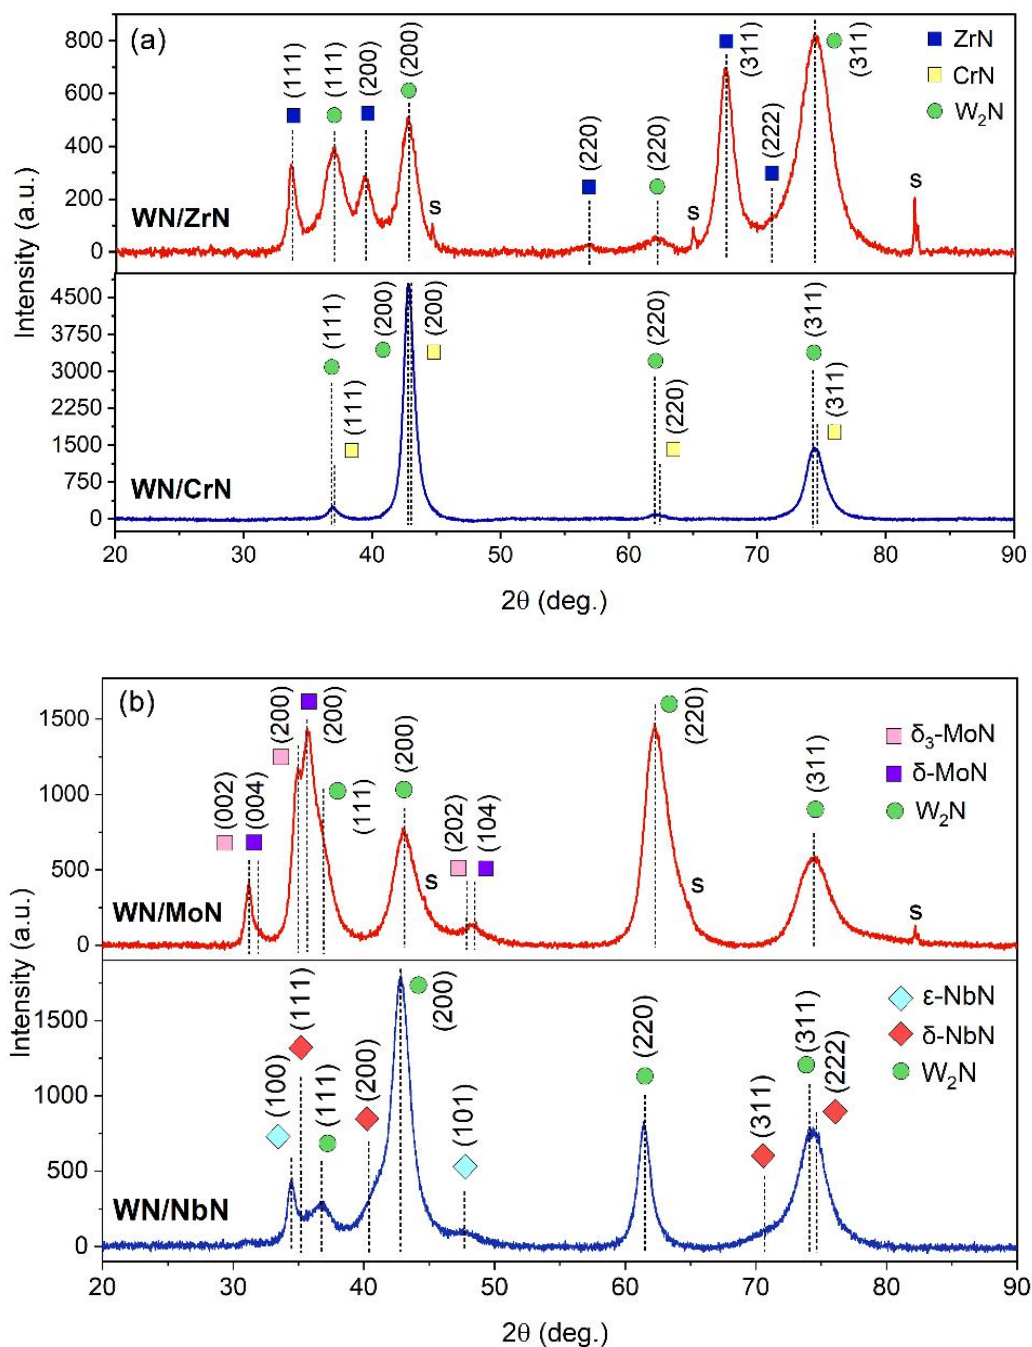 (a)
ZrN
CrN
W₂N
(111)
(111)
(200)
(200)
(220)
(220)
(311)
(222)
(311)
s
s
s
800
600
400
200
0
WN/ZrN
Intensity (a.u.)
4500
3750
3000
2250
1500
750
0
(111)
(111)
(200)
(200)
(220)
(220)
(311)
(311)
WN/CrN
20 30 40 50 60 70 80 90
2θ (deg.)
(b)
δ₃-MoN
δ-MoN
W₂N
(002)
(004)
(200)
(200)
(111)
(200)
(202)
(104)
(220)
(311)
s
s
s
1500
1000
500
0
WN/MoN
Intensity (a.u.)
ε-NbN
δ-NbN
W₂N
(100)
(111)
(111)
(200)
(200)
(101)
(220)
(311)
(311)
(222)
1500
1000
500
0
WN/NbN
20 30 40 50 60 70 80 90
2θ (deg.)